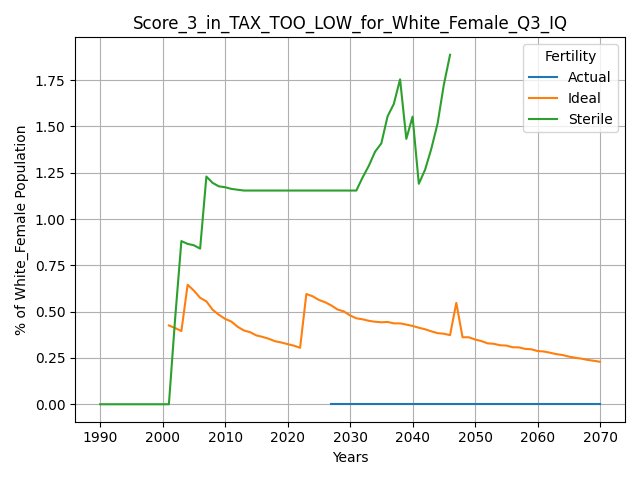 Score_3_in_TAX_TOO_LOW_for_White_Female_Q3_IQ
% of White_Female Population
1.75
1.50
1.25
1.00
0.75
0.50
0.25
0.00
Fertility
Actual
Ideal
Sterile
1990 2000 2010 2020 2030 2040 2050 2060 2070
Years